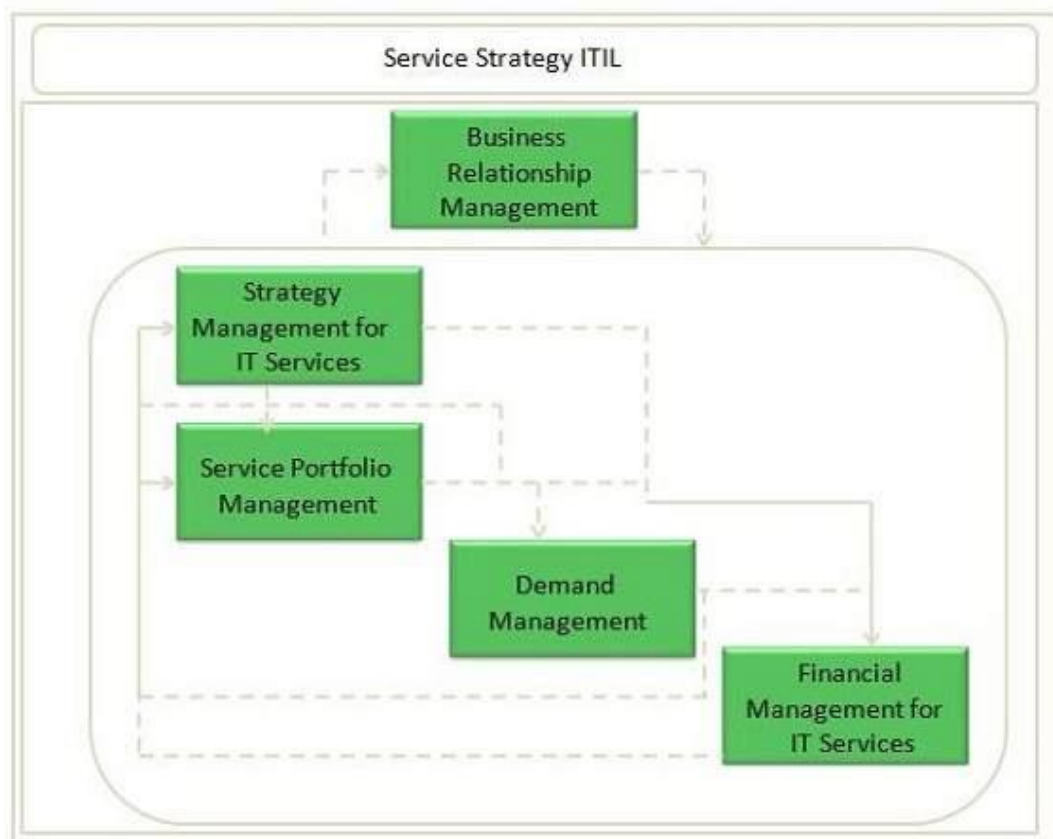 Service Strategy ITIL
Business
Relationship
Management
Strategy
Management for
IT Services
Service Portfolio
Management
Demand
Management
Financial
Management for
IT Services